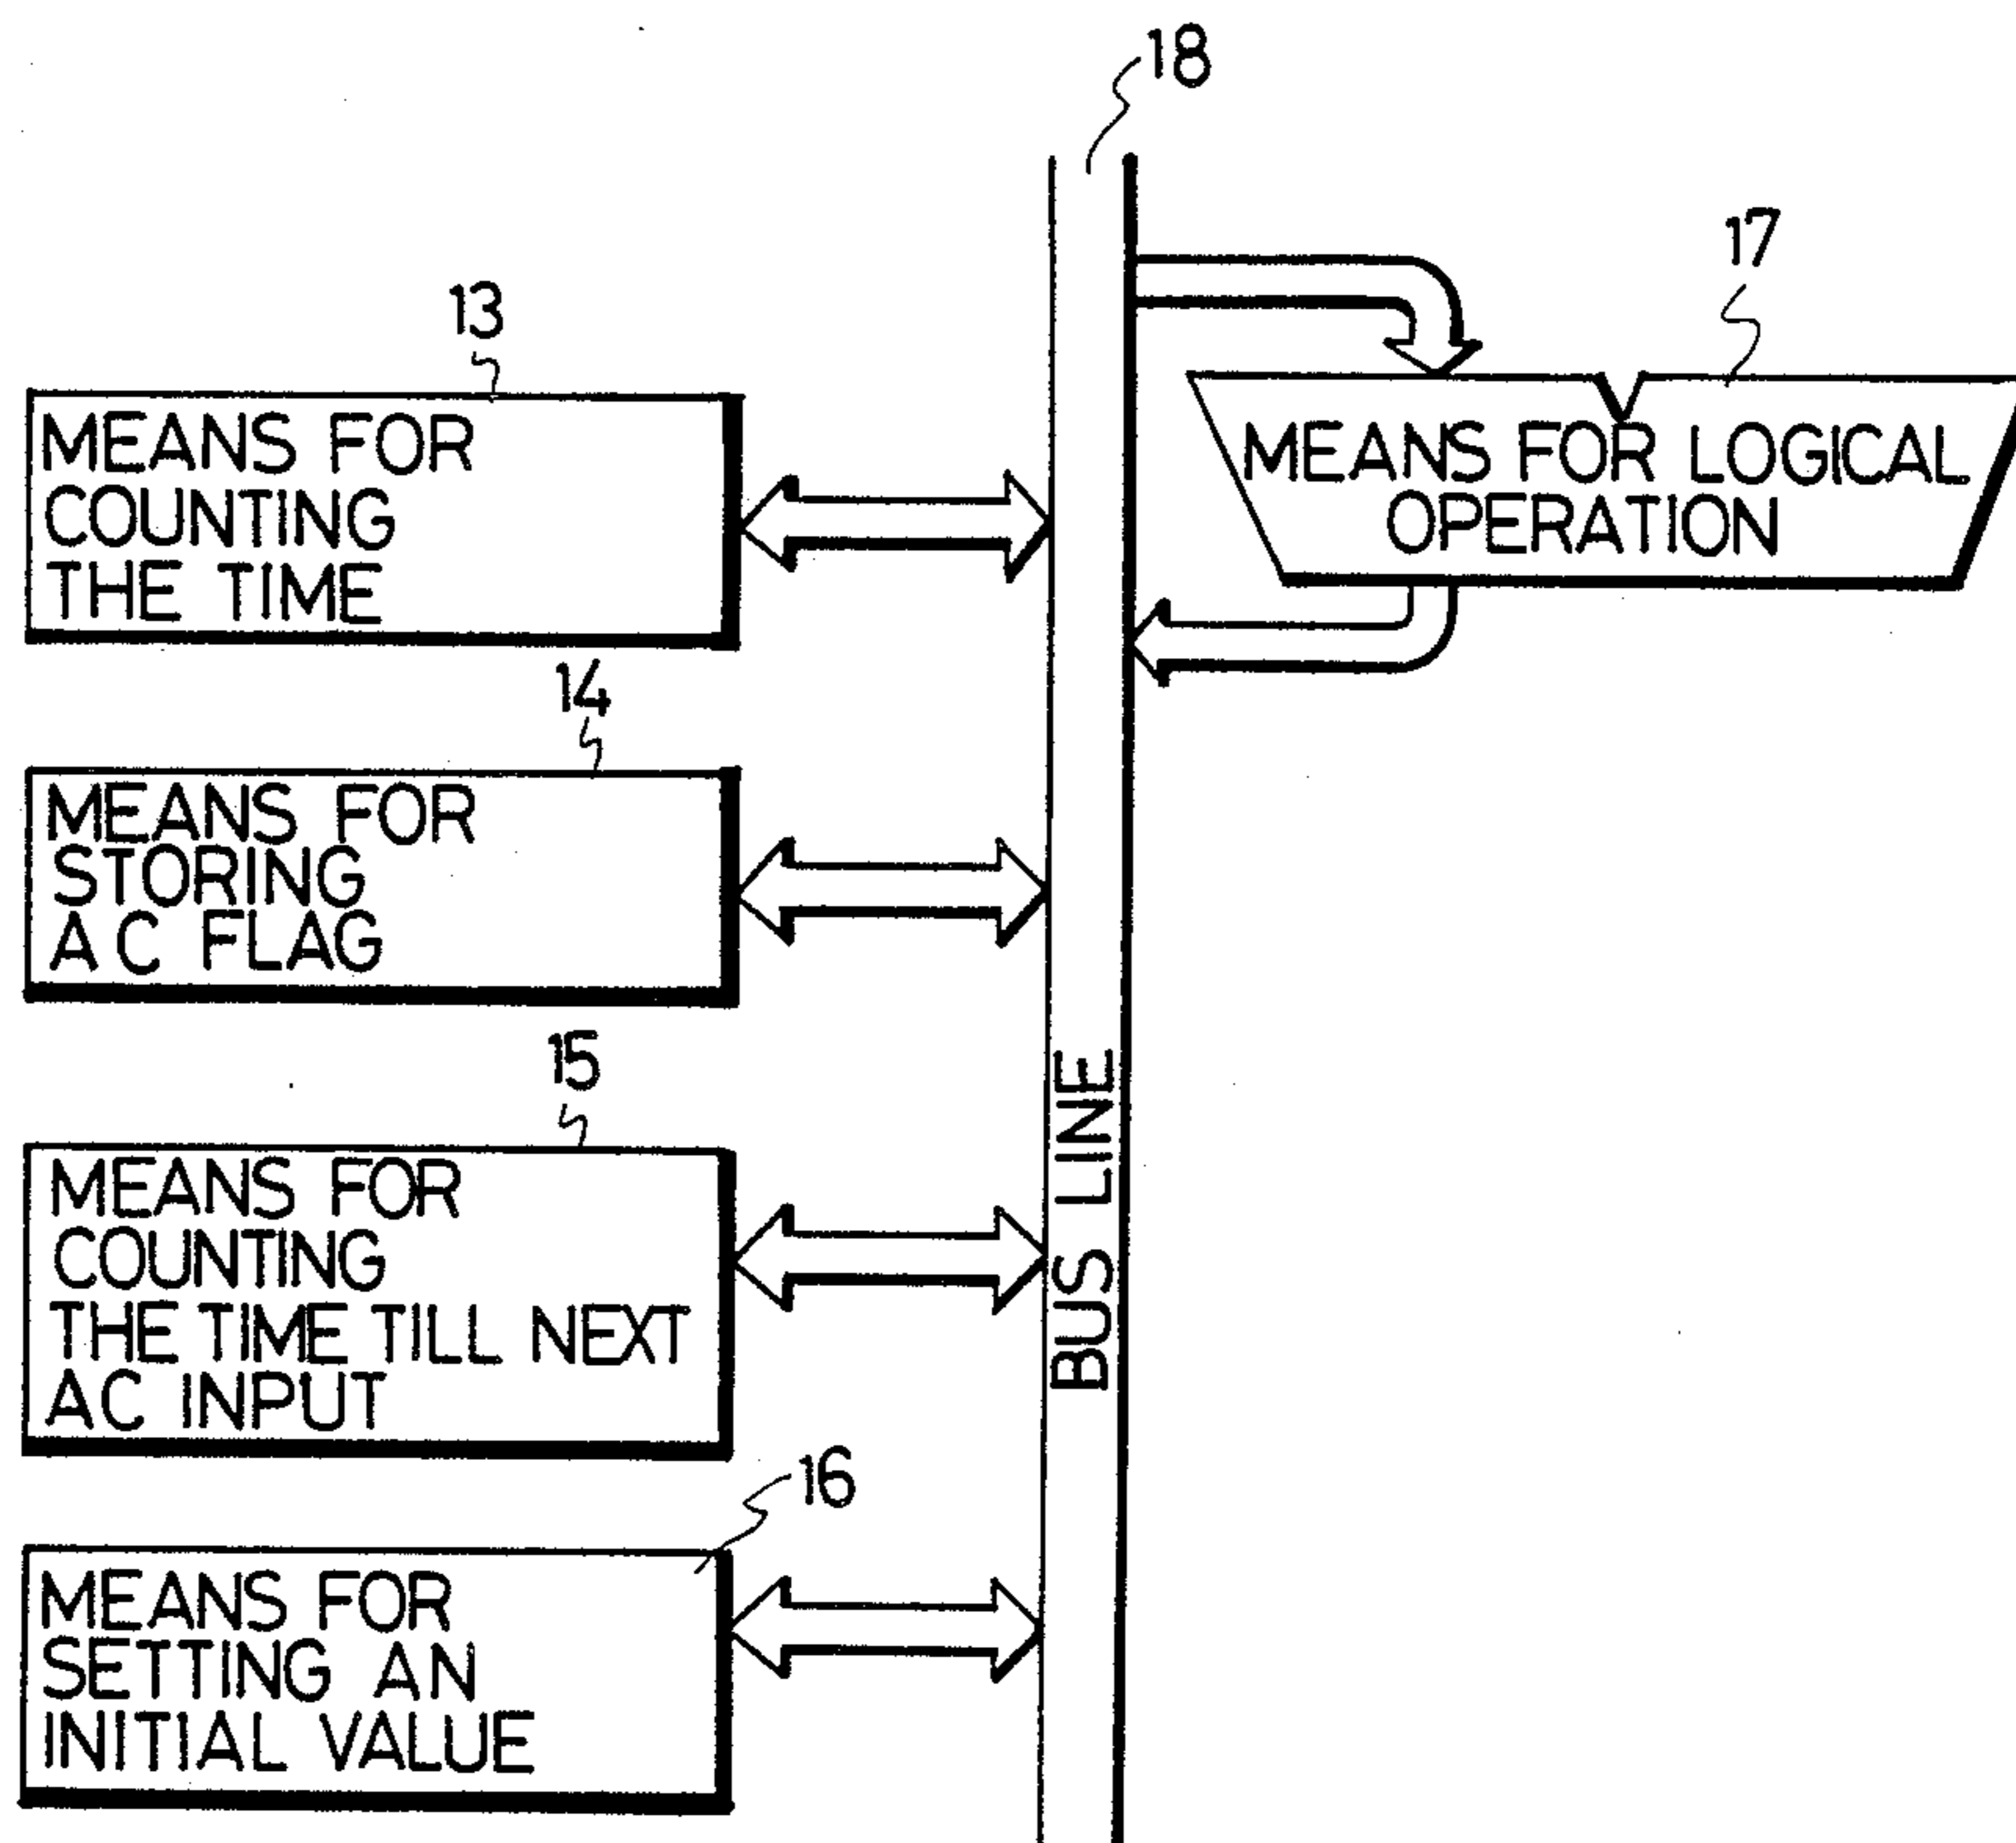 18
17
13
MEANS FOR
COUNTING
THE TIME
MEANS FOR LOGICAL
OPERATION
14
MEANS FOR
STORING
AC FLAG
15
MEANS FOR
COUNTING
THE TIME TILL NEXT
AC INPUT
BUS LINE
16
MEANS FOR
SETTING AN
INITIAL VALUE